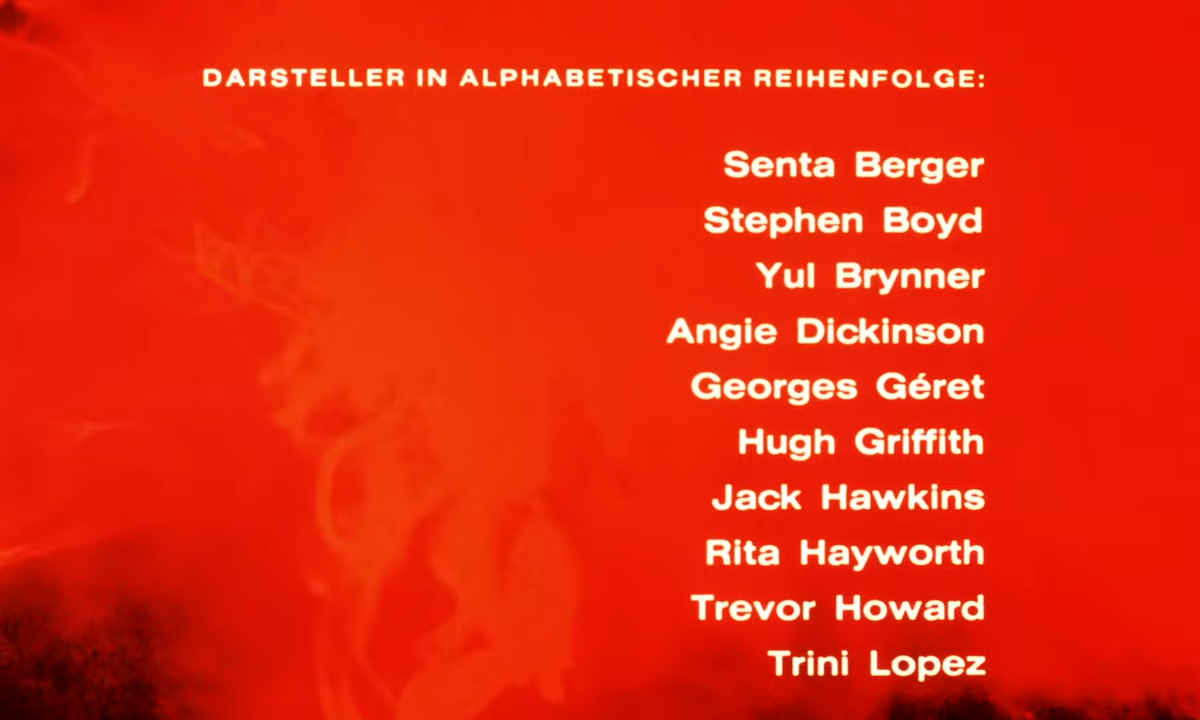 DARSTELLER IN ALPHABETISCHER REIHENFOLGE:
Senta Berger
Stephen Boyd
Yul Brynner
Angie Dickinson
Georges Géret
Hugh Griffith
Jack Hawkins
Rita Hayworth
Trevor Howard
Trini Lopez